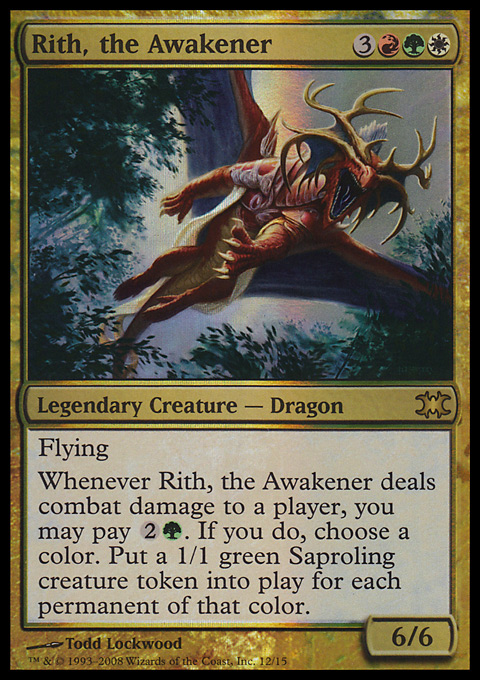 Rith, the Awakener 3
Legendary Creature — Dragon
Flying
Whenever Rith, the Awakener deals
combat damage to a player, you
may pay 2. If you do, choose a
color. Put a 1/1 green Saproling
creature token into play for each
permanent of that color.
6/6
Todd Lockwood
™ & © 1993-2008 Wizards of the Coast, Inc. 12/15